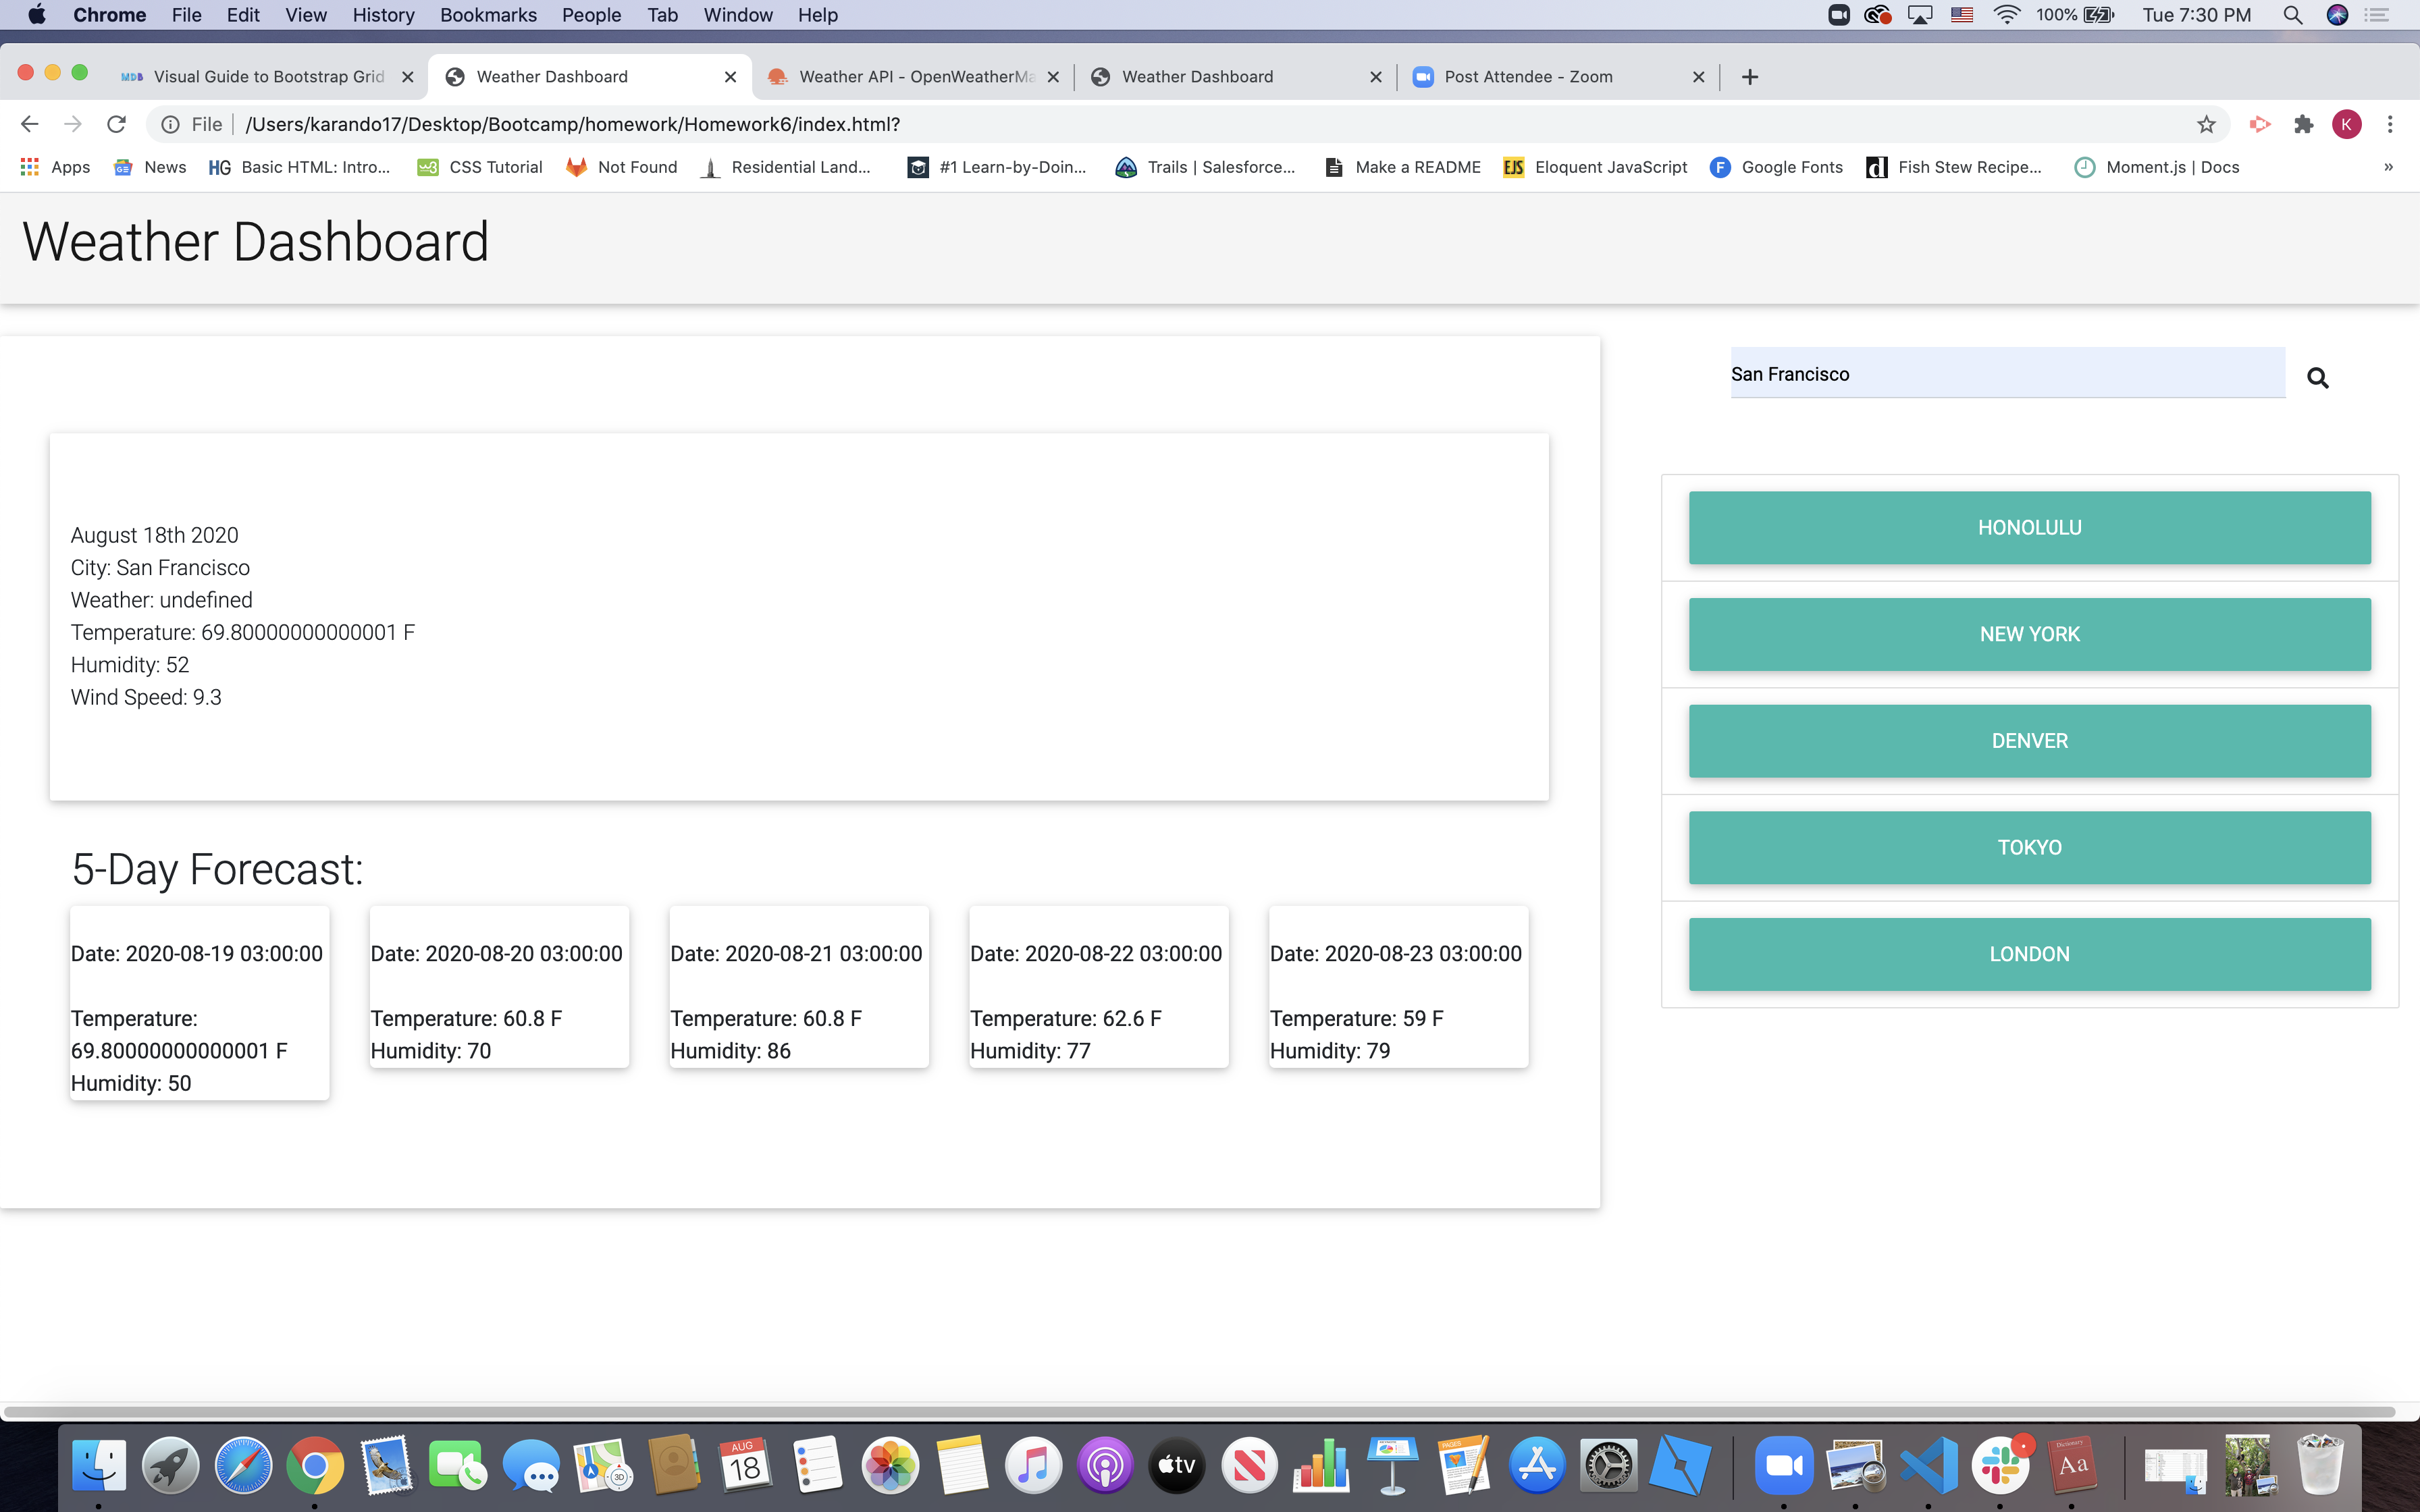 Chrome File Edit View History Bookmarks People Tab Window Help 100% Tue 7:30 PM
MDB Visual Guide to Bootstrap Grid Weather Dashboard Weather API - OpenWeatherMa Weather Dashboard Post Attendee - Zoom
File /Users/karando17/Desktop/Bootcamp/homework/Homework6/index.html? K
Apps News HG Basic HTML: Intro... CSS Tutorial Not Found Residential Land... #1 Learn-by-Doin... Trails | Salesforce... Make a README EJS Eloquent JavaScript F Google Fonts d Fish Stew Recipe... Moment.js | Docs »
Weather Dashboard
San Francisco
August 18th 2020
City: San Francisco
Weather: undefined
Temperature: 69.80000000000001 F
Humidity: 52
Wind Speed: 9.3
HONOLULU
NEW YORK
DENVER
TOKYO
LONDON
5-Day Forecast:
Date: 2020-08-19 03:00:00
Temperature:
69.80000000000001 F
Humidity: 50
Date: 2020-08-20 03:00:00
Temperature: 60.8 F
Humidity: 70
Date: 2020-08-21 03:00:00
Temperature: 60.8 F
Humidity: 86
Date: 2020-08-22 03:00:00
Temperature: 62.6 F
Humidity: 77
Date: 2020-08-23 03:00:00
Temperature: 59 F
Humidity: 79
3D
AUG
18
tv
PAGES
Dictionary
Aa